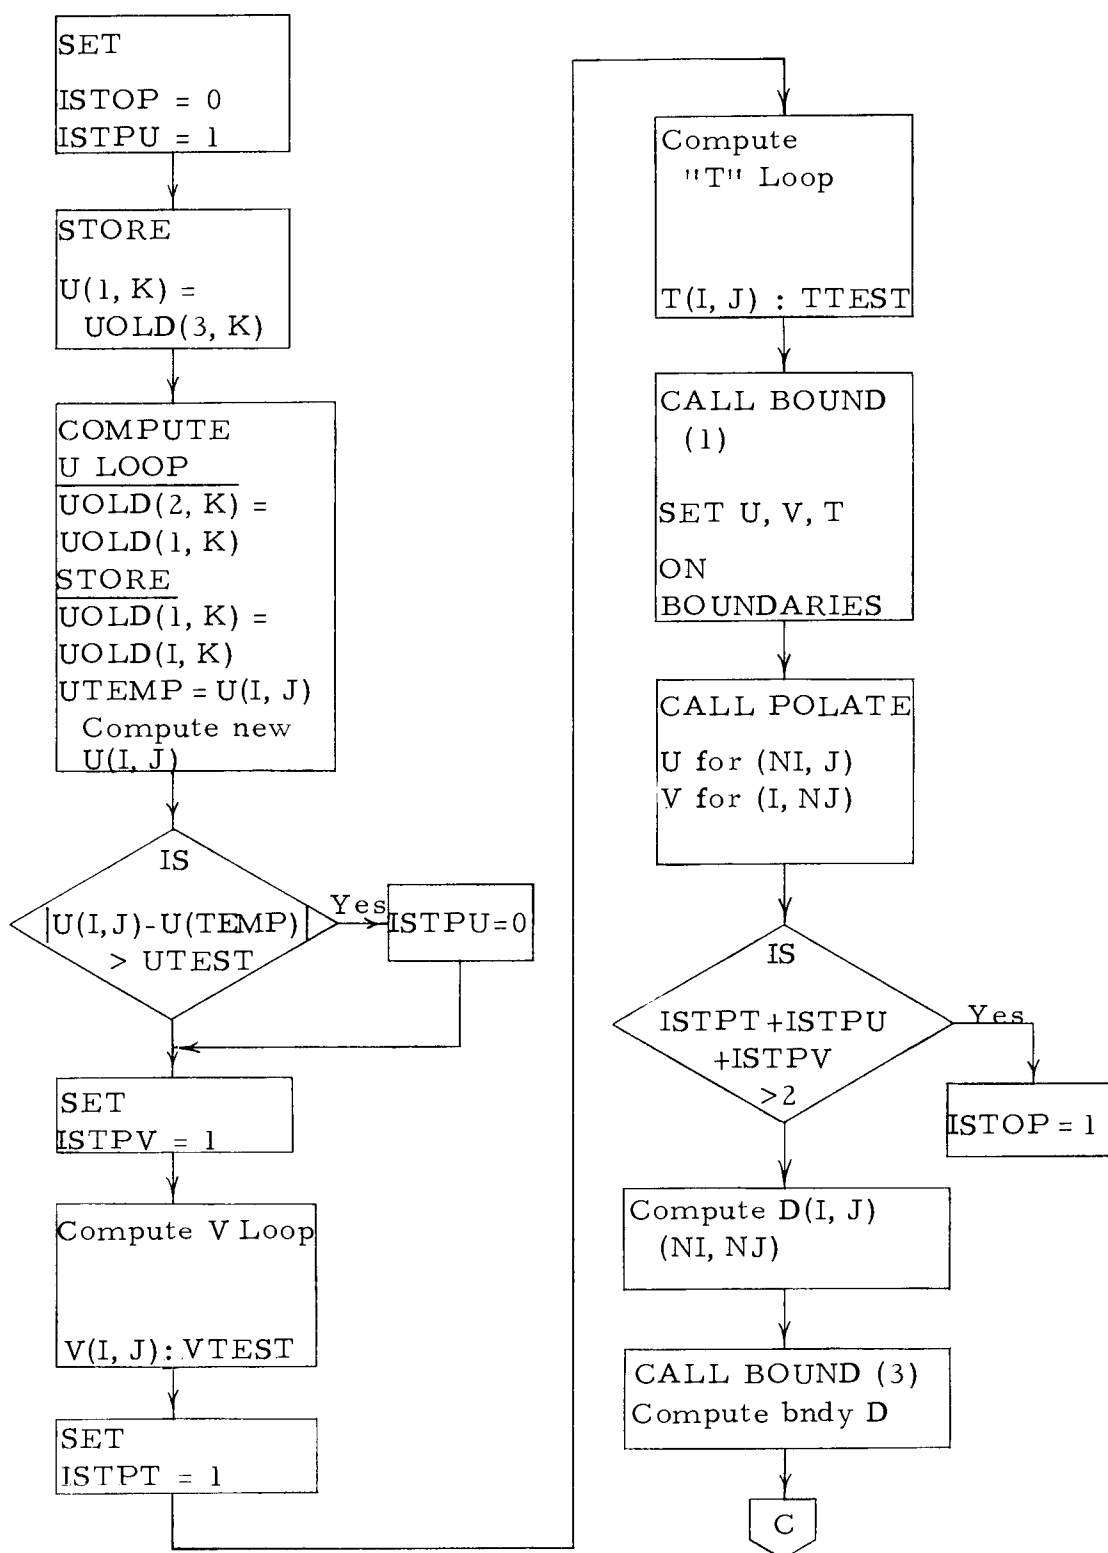 SET
ISTOP = 0
ISTPU = 1
STORE
U(1, K) =
UOLD(3, K)
COMPUTE
U LOOP
UOLD(2, K) =
UOLD(1, K)
STORE
UOLD(1, K) =
UOLD(I, K)
UTEMP = U(I, J)
Compute new
U(I, J)
IS
|U(I,J)-U(TEMP)|
> UTEST
Yes
ISTPU=0
SET
ISTPV = 1
Compute V Loop
V(I, J) : VTEST
SET
ISTPT = 1
Compute
"T" Loop
T(I, J) : TTEST
CALL BOUND
(1)
SET U, V, T
ON
BOUNDARIES
CALL POLATE
U for (NI, J)
V for (I, NJ)
IS
ISTPT +ISTPU
+ISTPV
>2
Yes
ISTOP = 1
Compute D(I, J)
(NI, NJ)
CALL BOUND (3)
Compute bndy D
C